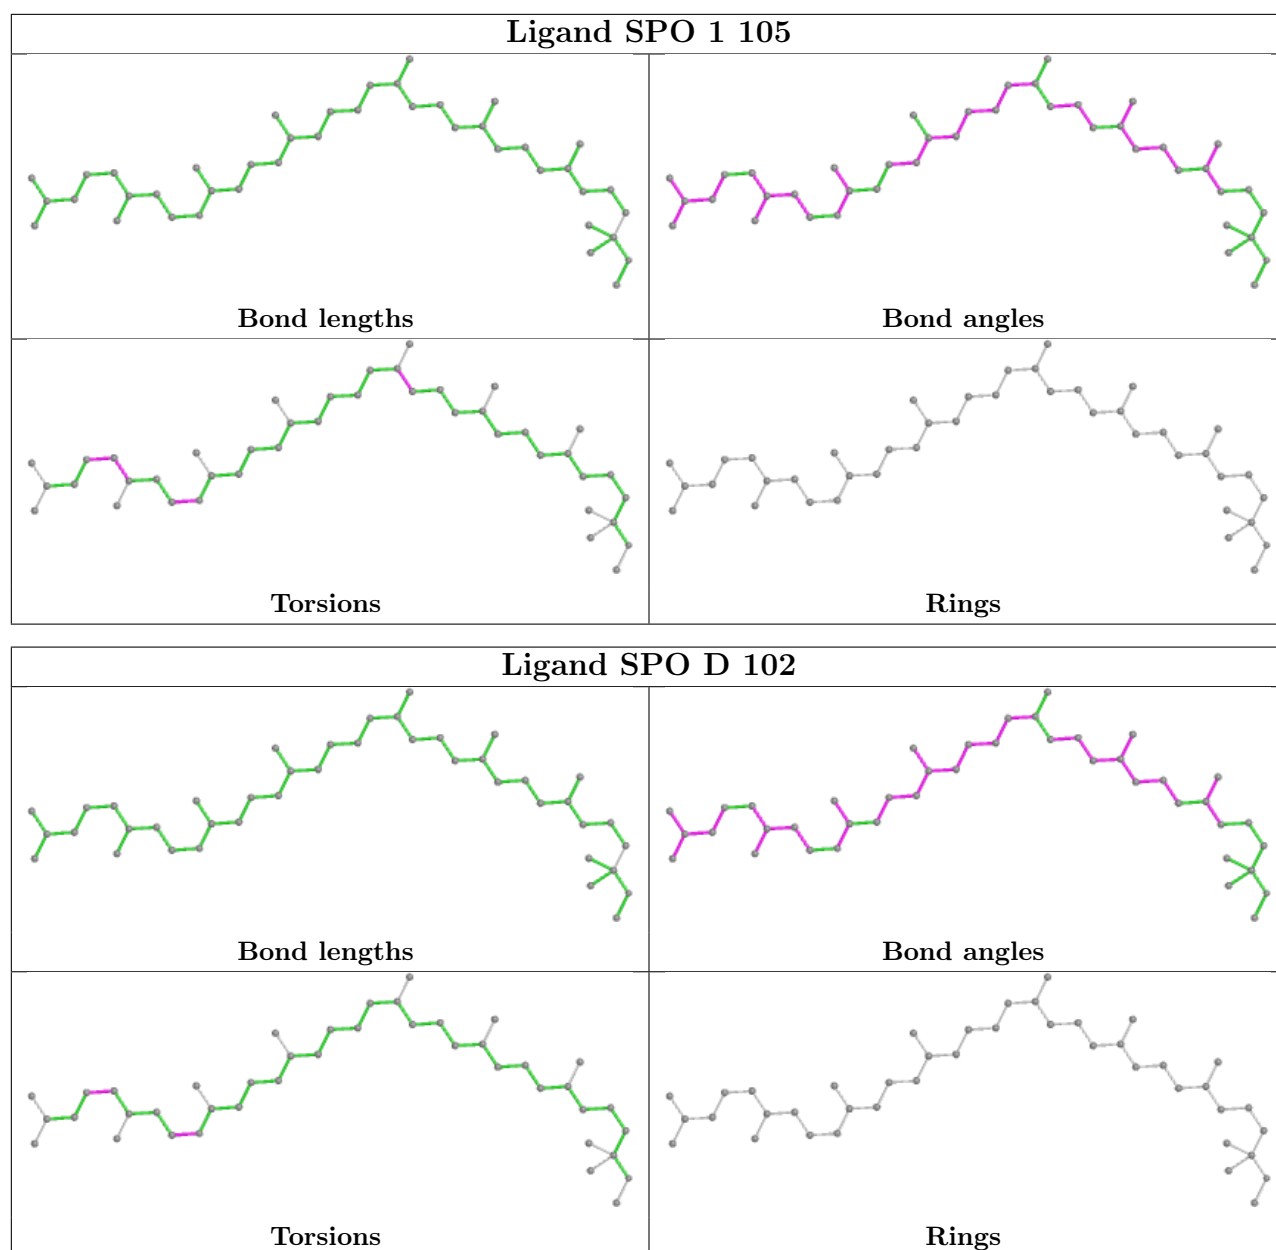 Ligand SPO 1 105
Bond lengths
Bond angles
Torsions
Rings
Ligand SPO D 102
Bond lengths
Bond angles
Torsions
Rings